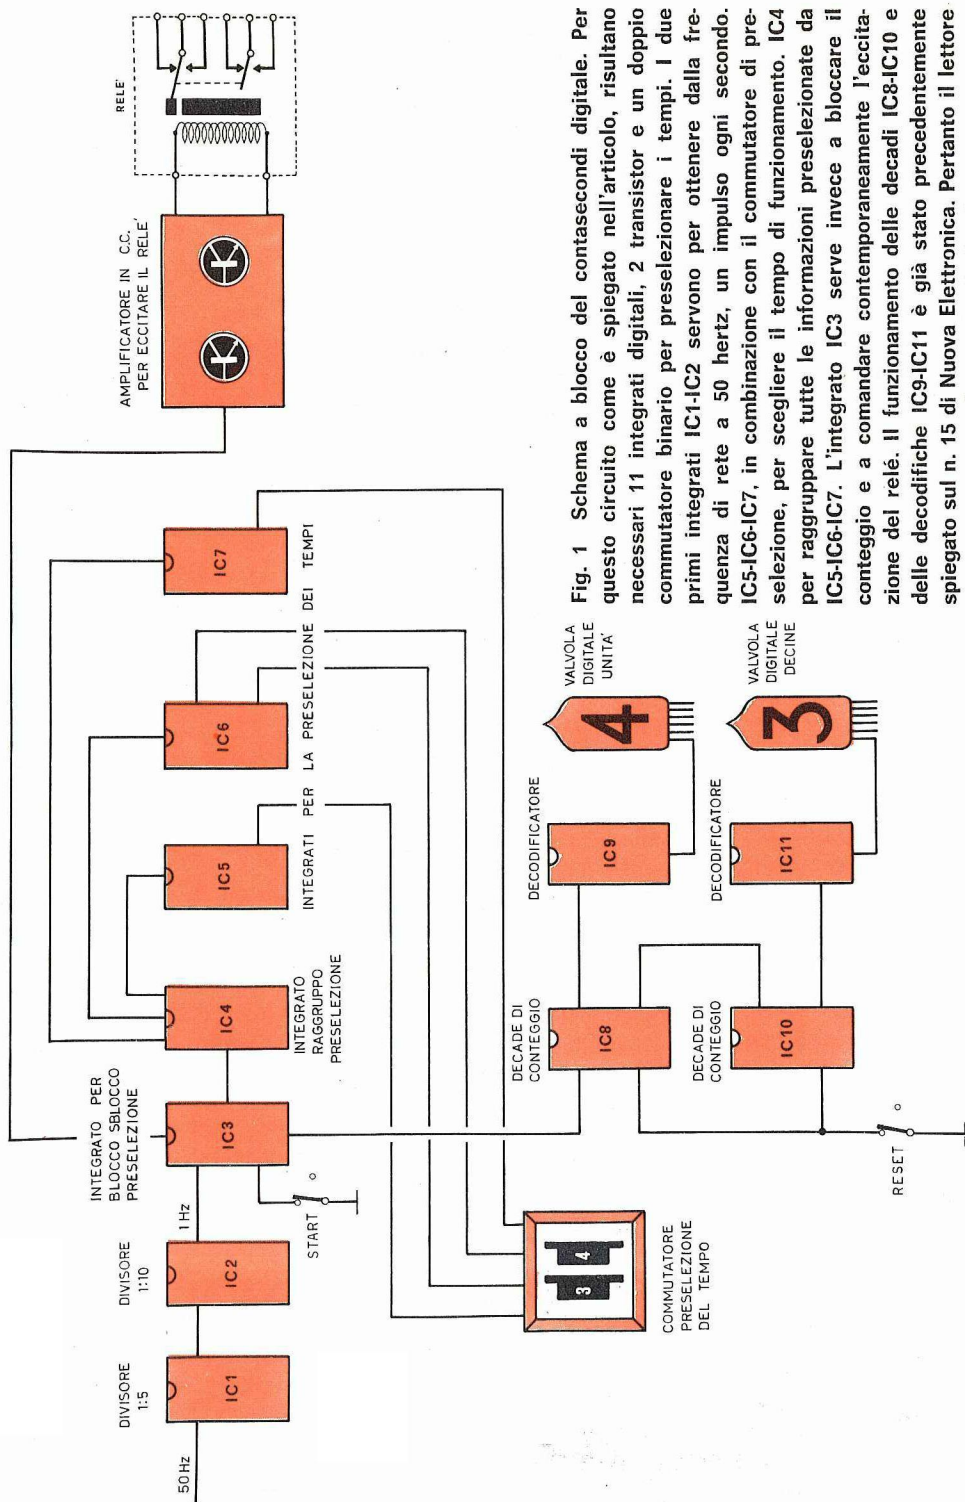 50 Hz
DIVISORE
1:5
IC1
DIVISORE
1:10
IC2
1 Hz
START
INTEGRATO PER
BLOCCO SBLOCCO
PRESELEZIONE
IC3
INTEGRATO
RAGGRUPPO
PRESELEZIONE
IC4
IC5
IC6
IC7
INTEGRATI PER LA PRESELEZIONE DEI TEMPI
AMPLIFICATORE IN C.C.
PER ECCITARE IL RELE'
RELE'
COMMUTATORE
PRESELEZIONE
DEL TEMPO
3
4
RESET
DECADE DI
CONTEGGIO
IC8
DECODIFICATORE
IC9
VALVOLA
DIGITALE
UNITA'
4
DECADE DI
CONTEGGIO
IC10
DECODIFICATORE
IC11
VALVOLA
DIGITALE
DECINE
3
Fig. 1 Schema a blocco del contasecondi digitale. Per
questo circuito come è spiegato nell'articolo, risultano
necessari 11 integrati digitali, 2 transistor e un doppio
commutatore binario per preselezionare i tempi. I due
primi integrati IC1-IC2 servono per ottenere dalla fre-
quenza di rete a 50 hertz, un impulso ogni secondo.
IC5-IC6-IC7, in combinazione con il commutatore di pre-
selezione, per scegliere il tempo di funzionamento. IC4
per raggruppare tutte le informazioni preselezionate da
IC5-IC6-IC7. L'integrato IC3 serve invece a bloccare il
conteggio e a comandare contemporaneamente l'eccita-
zione del relé. Il funzionamento delle decadi IC8-IC10 e
delle decodifiche IC9-IC11 è già stato precedentemente
spiegato sul n. 15 di Nuova Elettronica. Pertanto il lettore